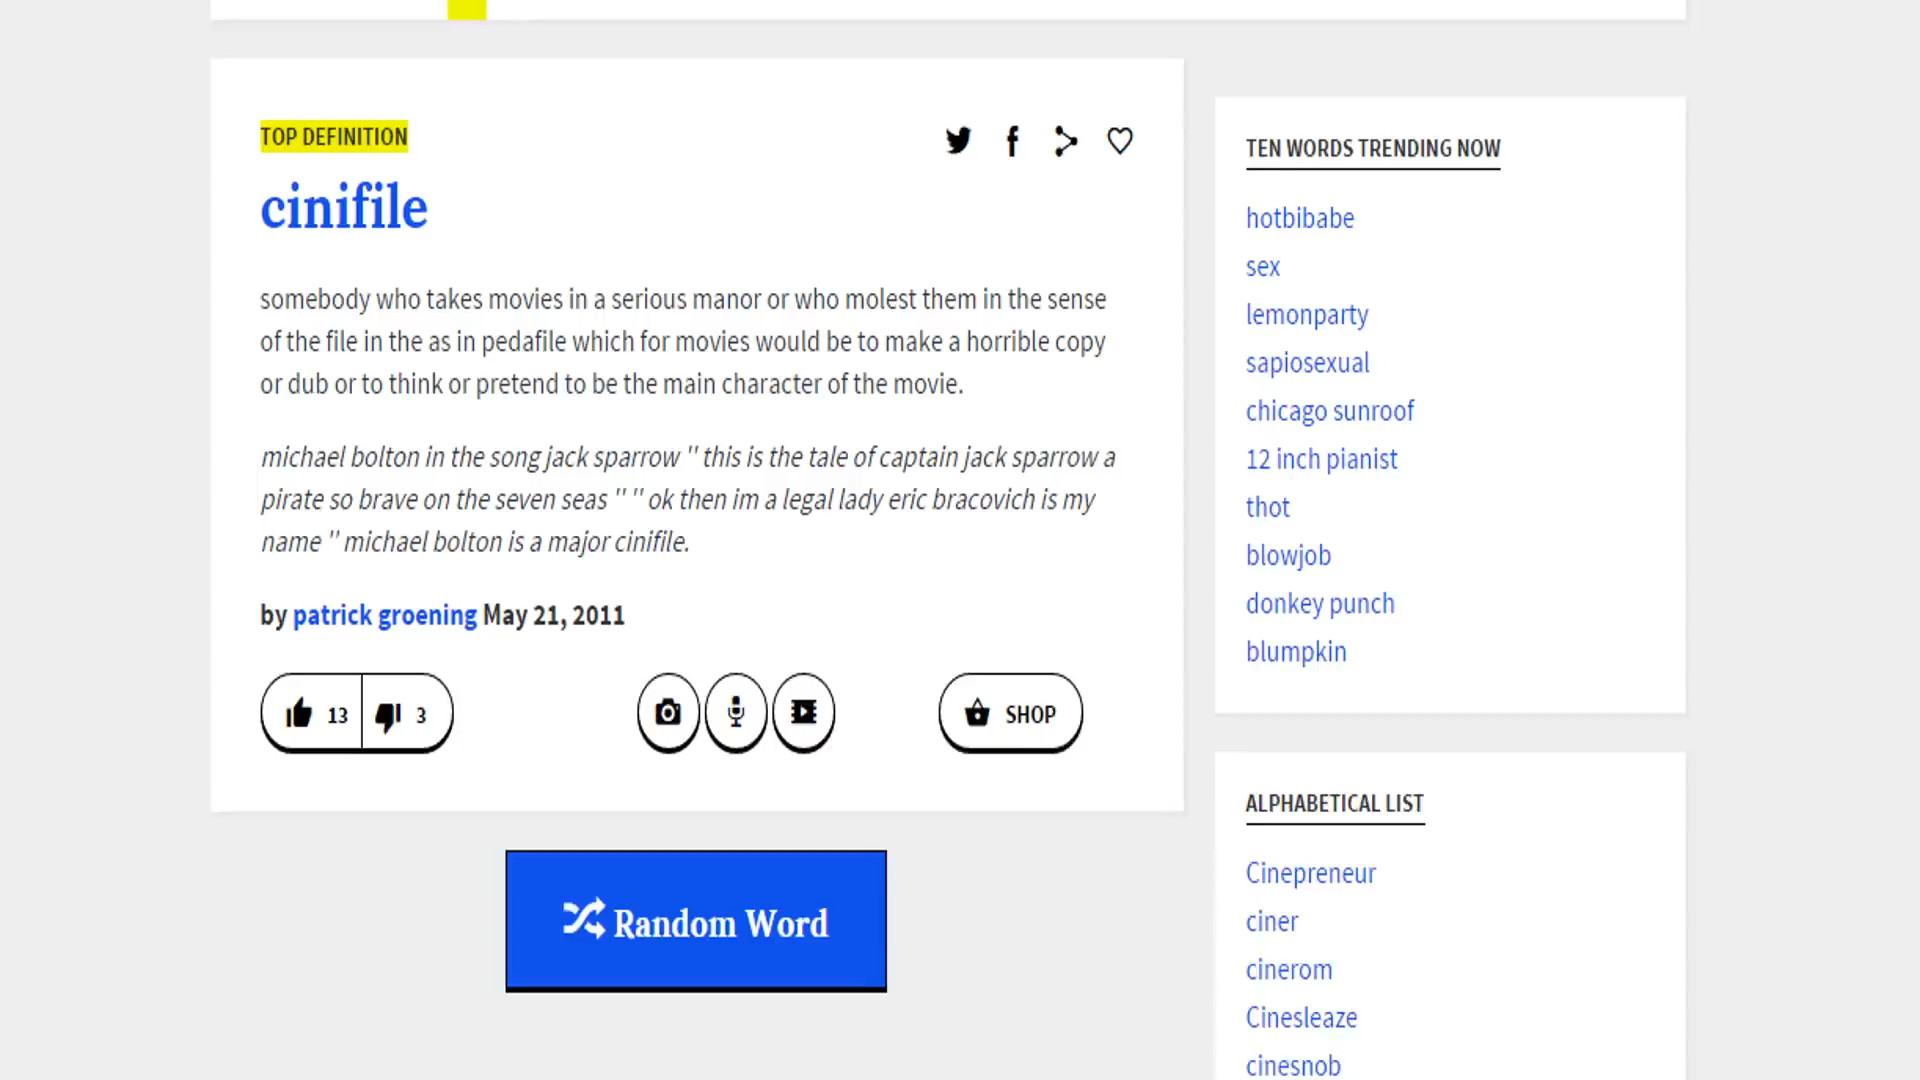 TOP DEFINITION
cinifile
somebody who takes movies in a serious manor or who molest them in the sense
of the file in the as in pedafile which for movies would be to make a horrible copy
or dub or to think or pretend to be the main character of the movie.
michael bolton in the song jack sparrow '' this is the tale of captain jack sparrow a
pirate so brave on the seven seas '' '' ok then im a legal lady eric bracovich is my
name '' michael bolton is a major cinifile.
by patrick groening May 21, 2011
13 3 SHOP
Random Word
TEN WORDS TRENDING NOW
hotbibabe
sex
lemonparty
sapiosexual
chicago sunroof
12 inch pianist
thot
blowjob
donkey punch
blumpkin
ALPHABETICAL LIST
Cinepreneur
ciner
cinerom
Cinesleaze
cinesnob